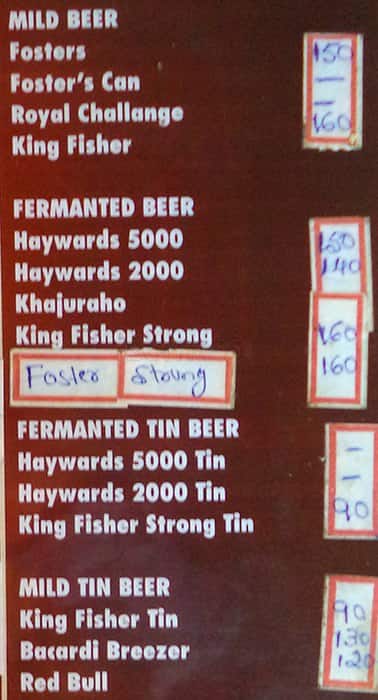 MILD BEER
Fosters 150
Foster's Can —
Royal Challange —
King Fisher 160
FERMANTED BEER
Haywards 5000 150
Haywards 2000 140
Khajuraho
King Fisher Strong 160
Foster Strong 160
FERMANTED TIN BEER
Haywards 5000 Tin -
Haywards 2000 Tin -
King Fisher Strong Tin 90
MILD TIN BEER
King Fisher Tin 90
Bacardi Breezer 130
Red Bull 120